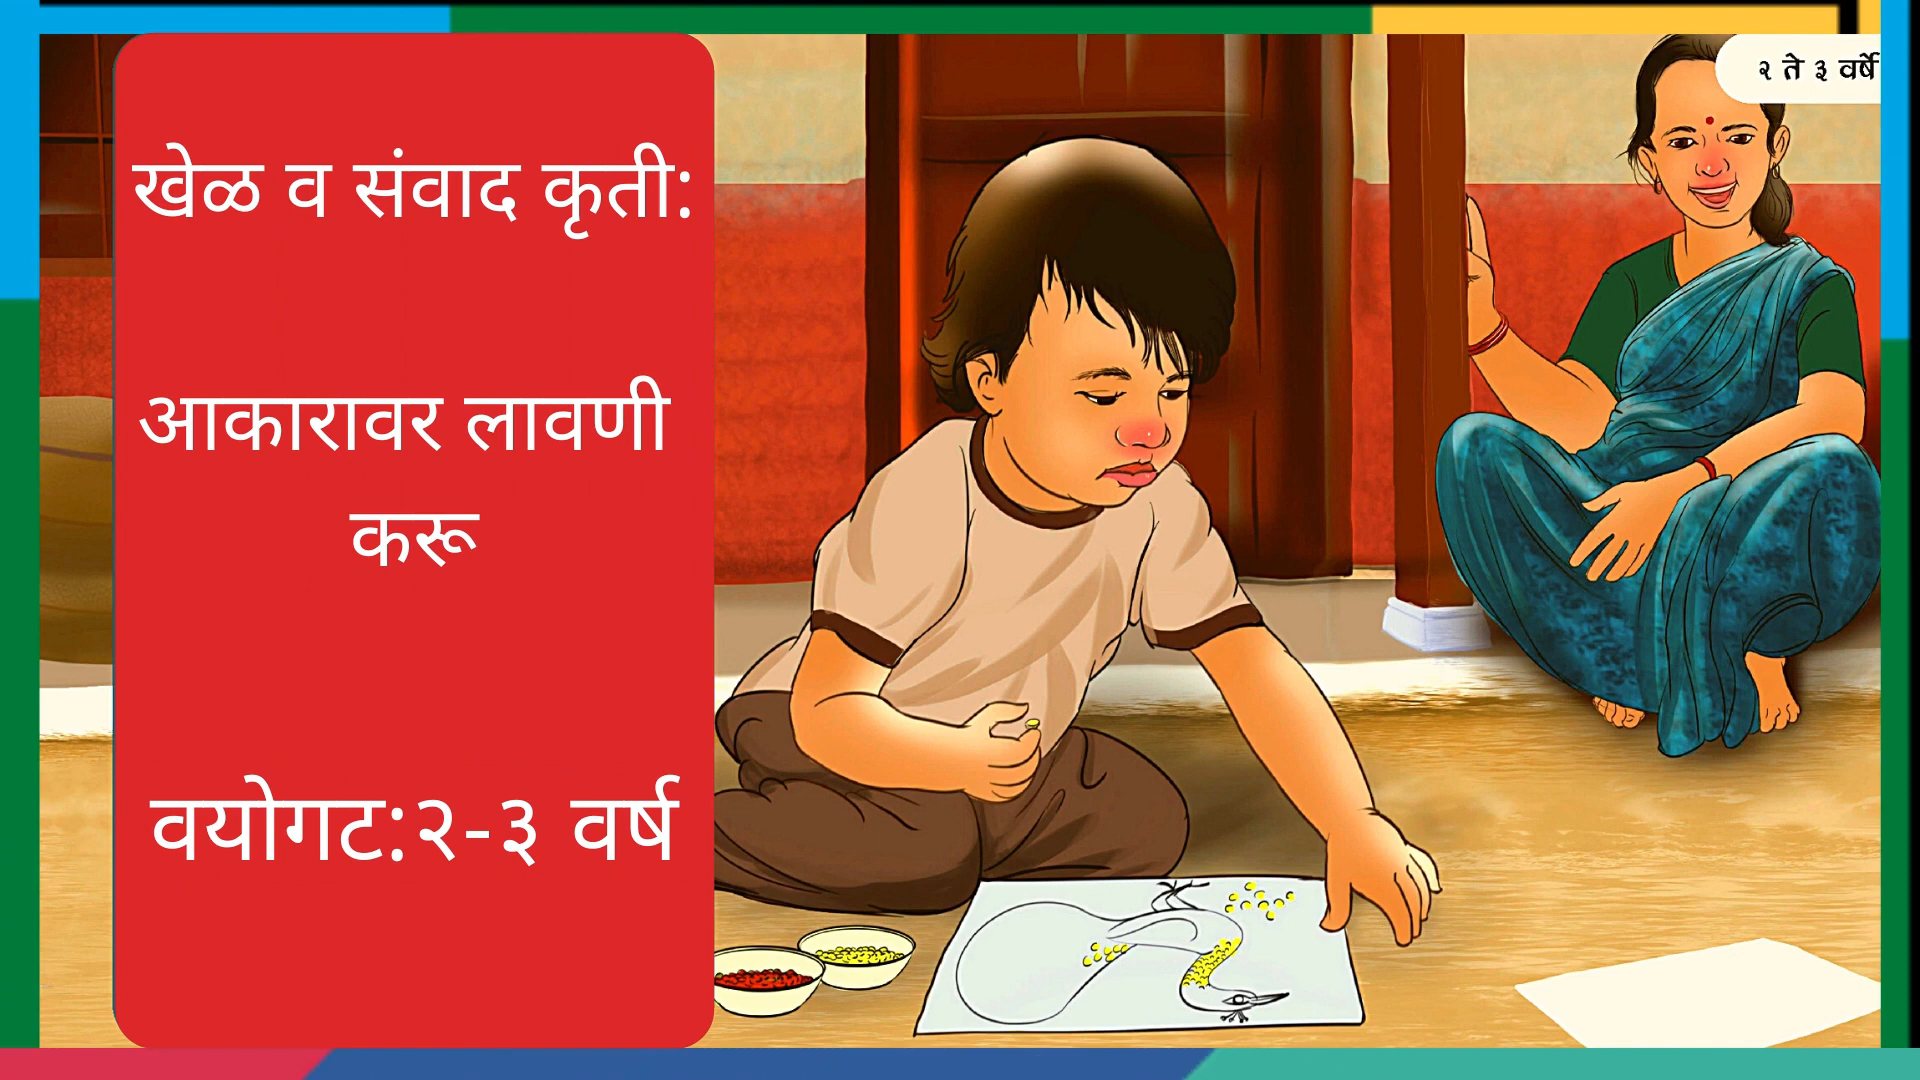 खेळ व संवाद कृती:
आकारावर लावणी
करू
वयोगट:२-३ वर्ष
२ ते ३ वर्षे